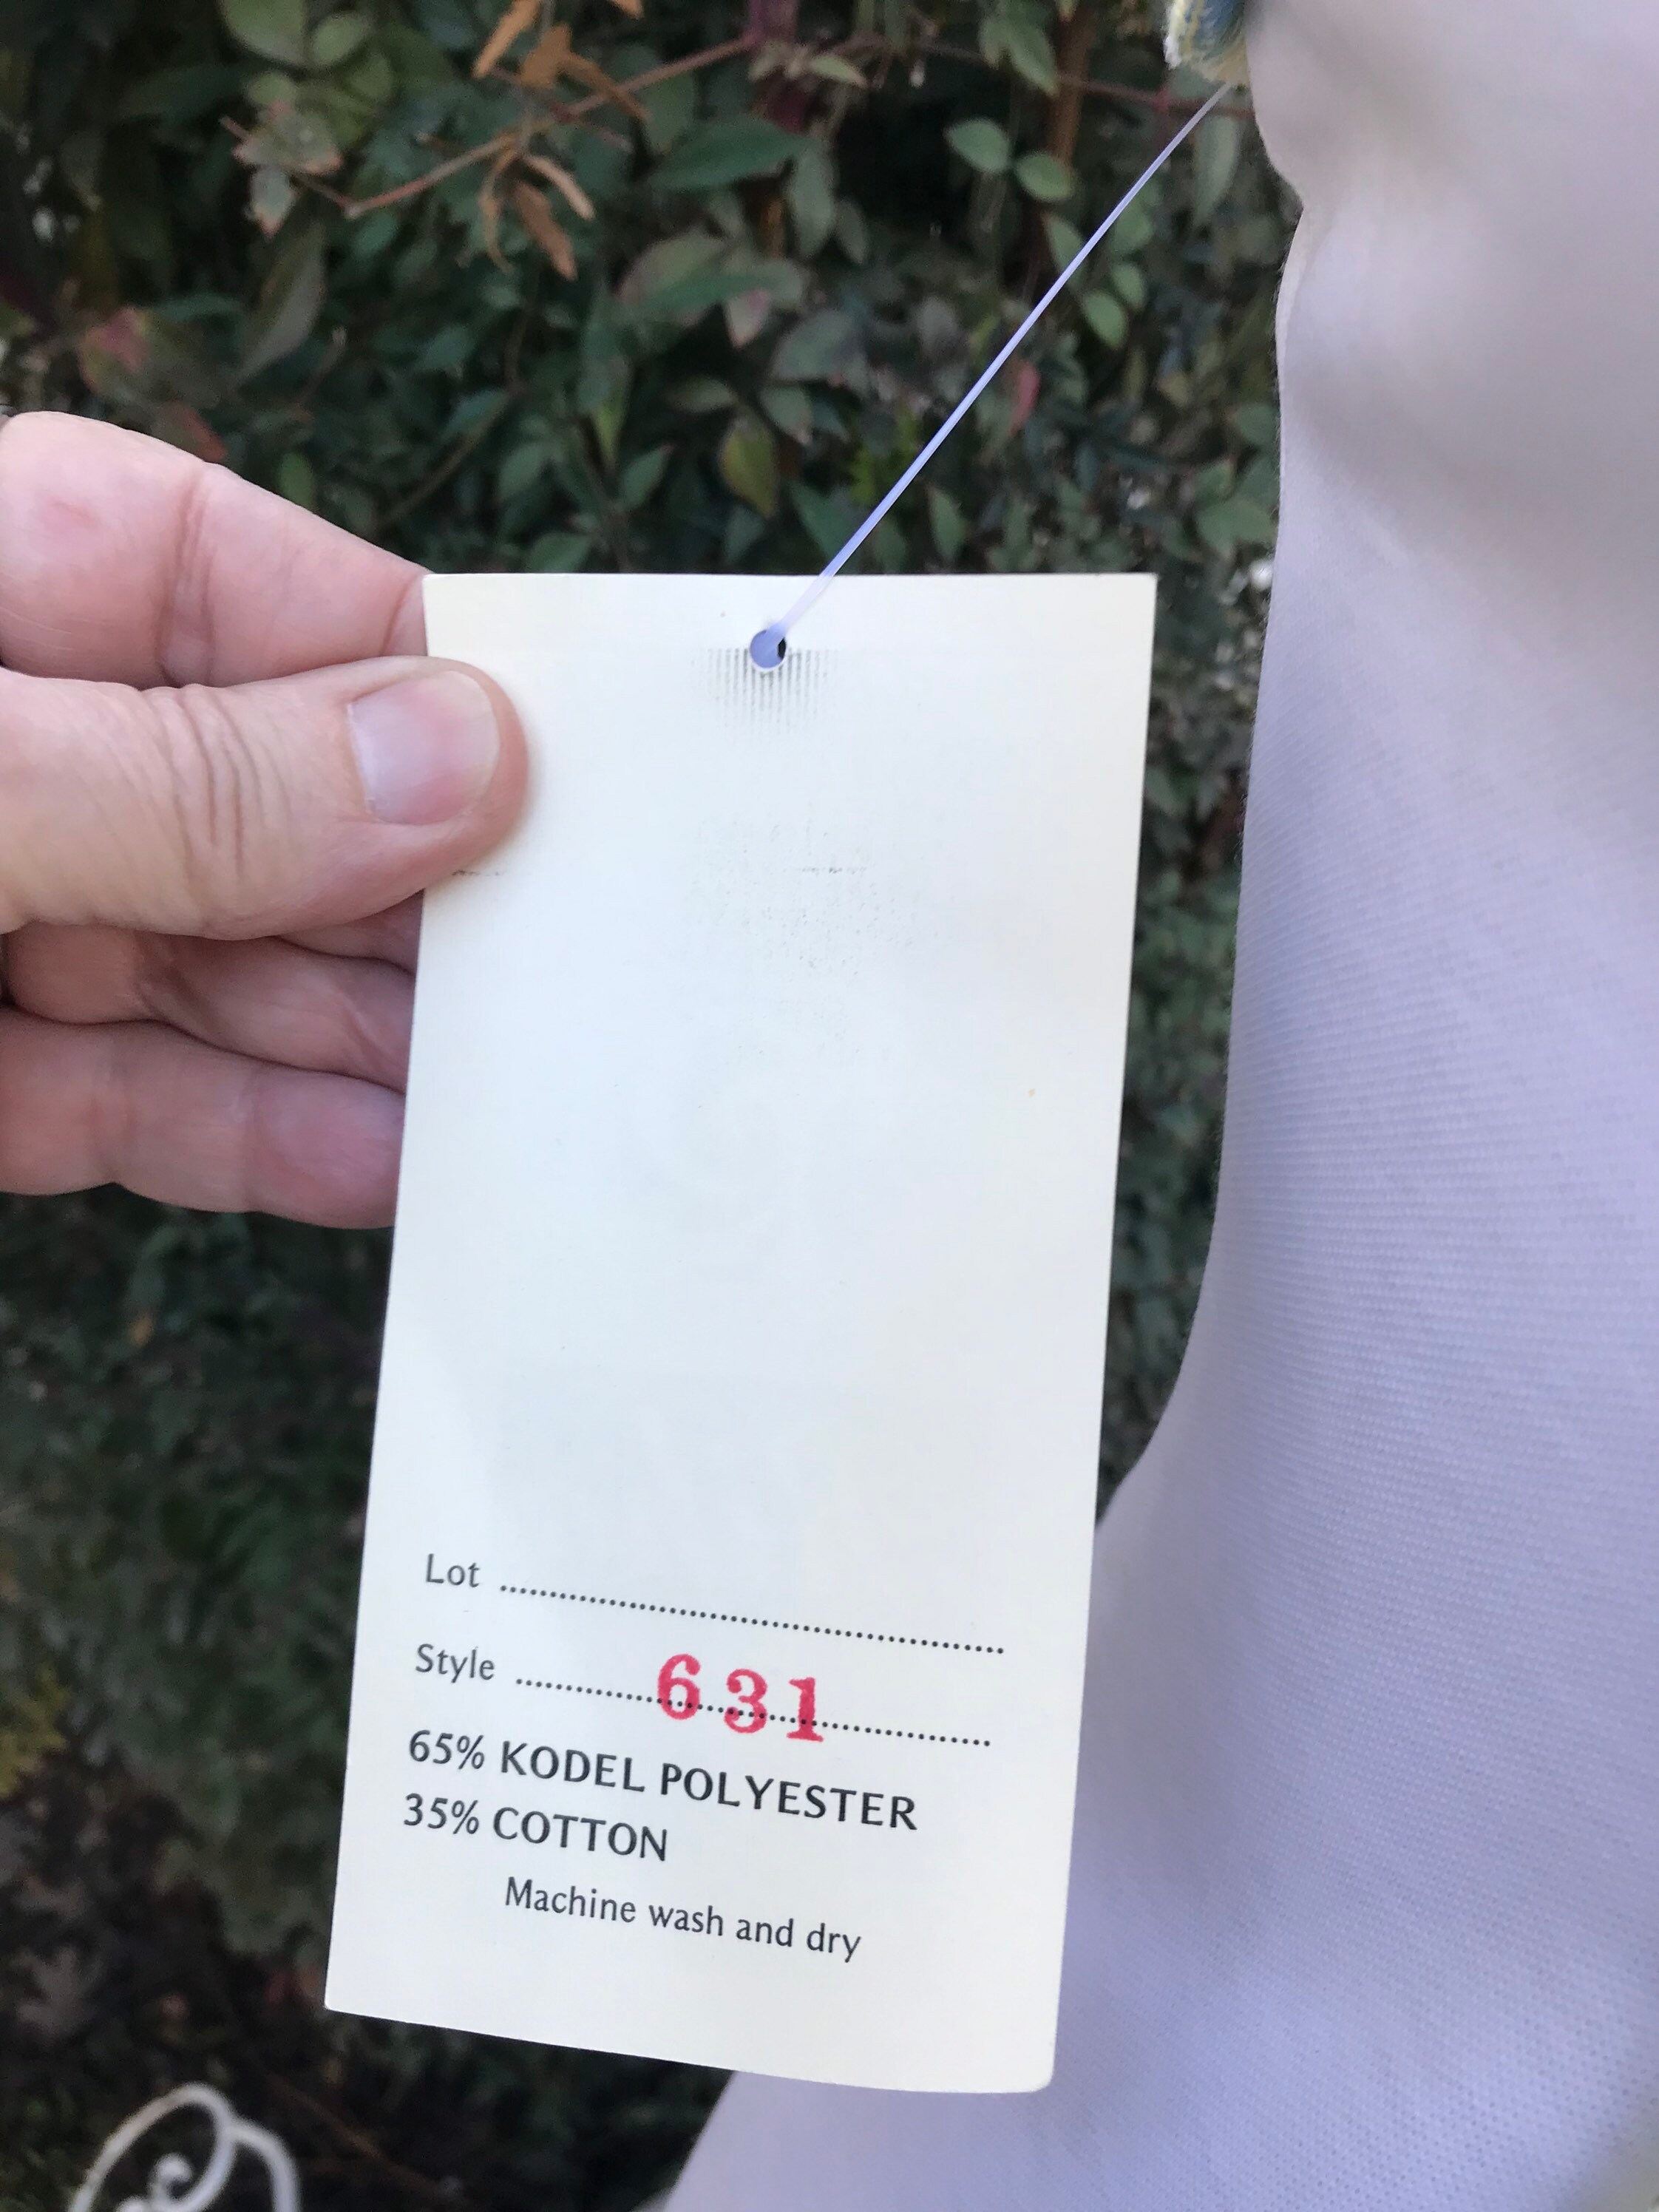 Lot ............................................................
Style ............631............
65% KODEL POLYESTER
35% COTTON
Machine wash and dry